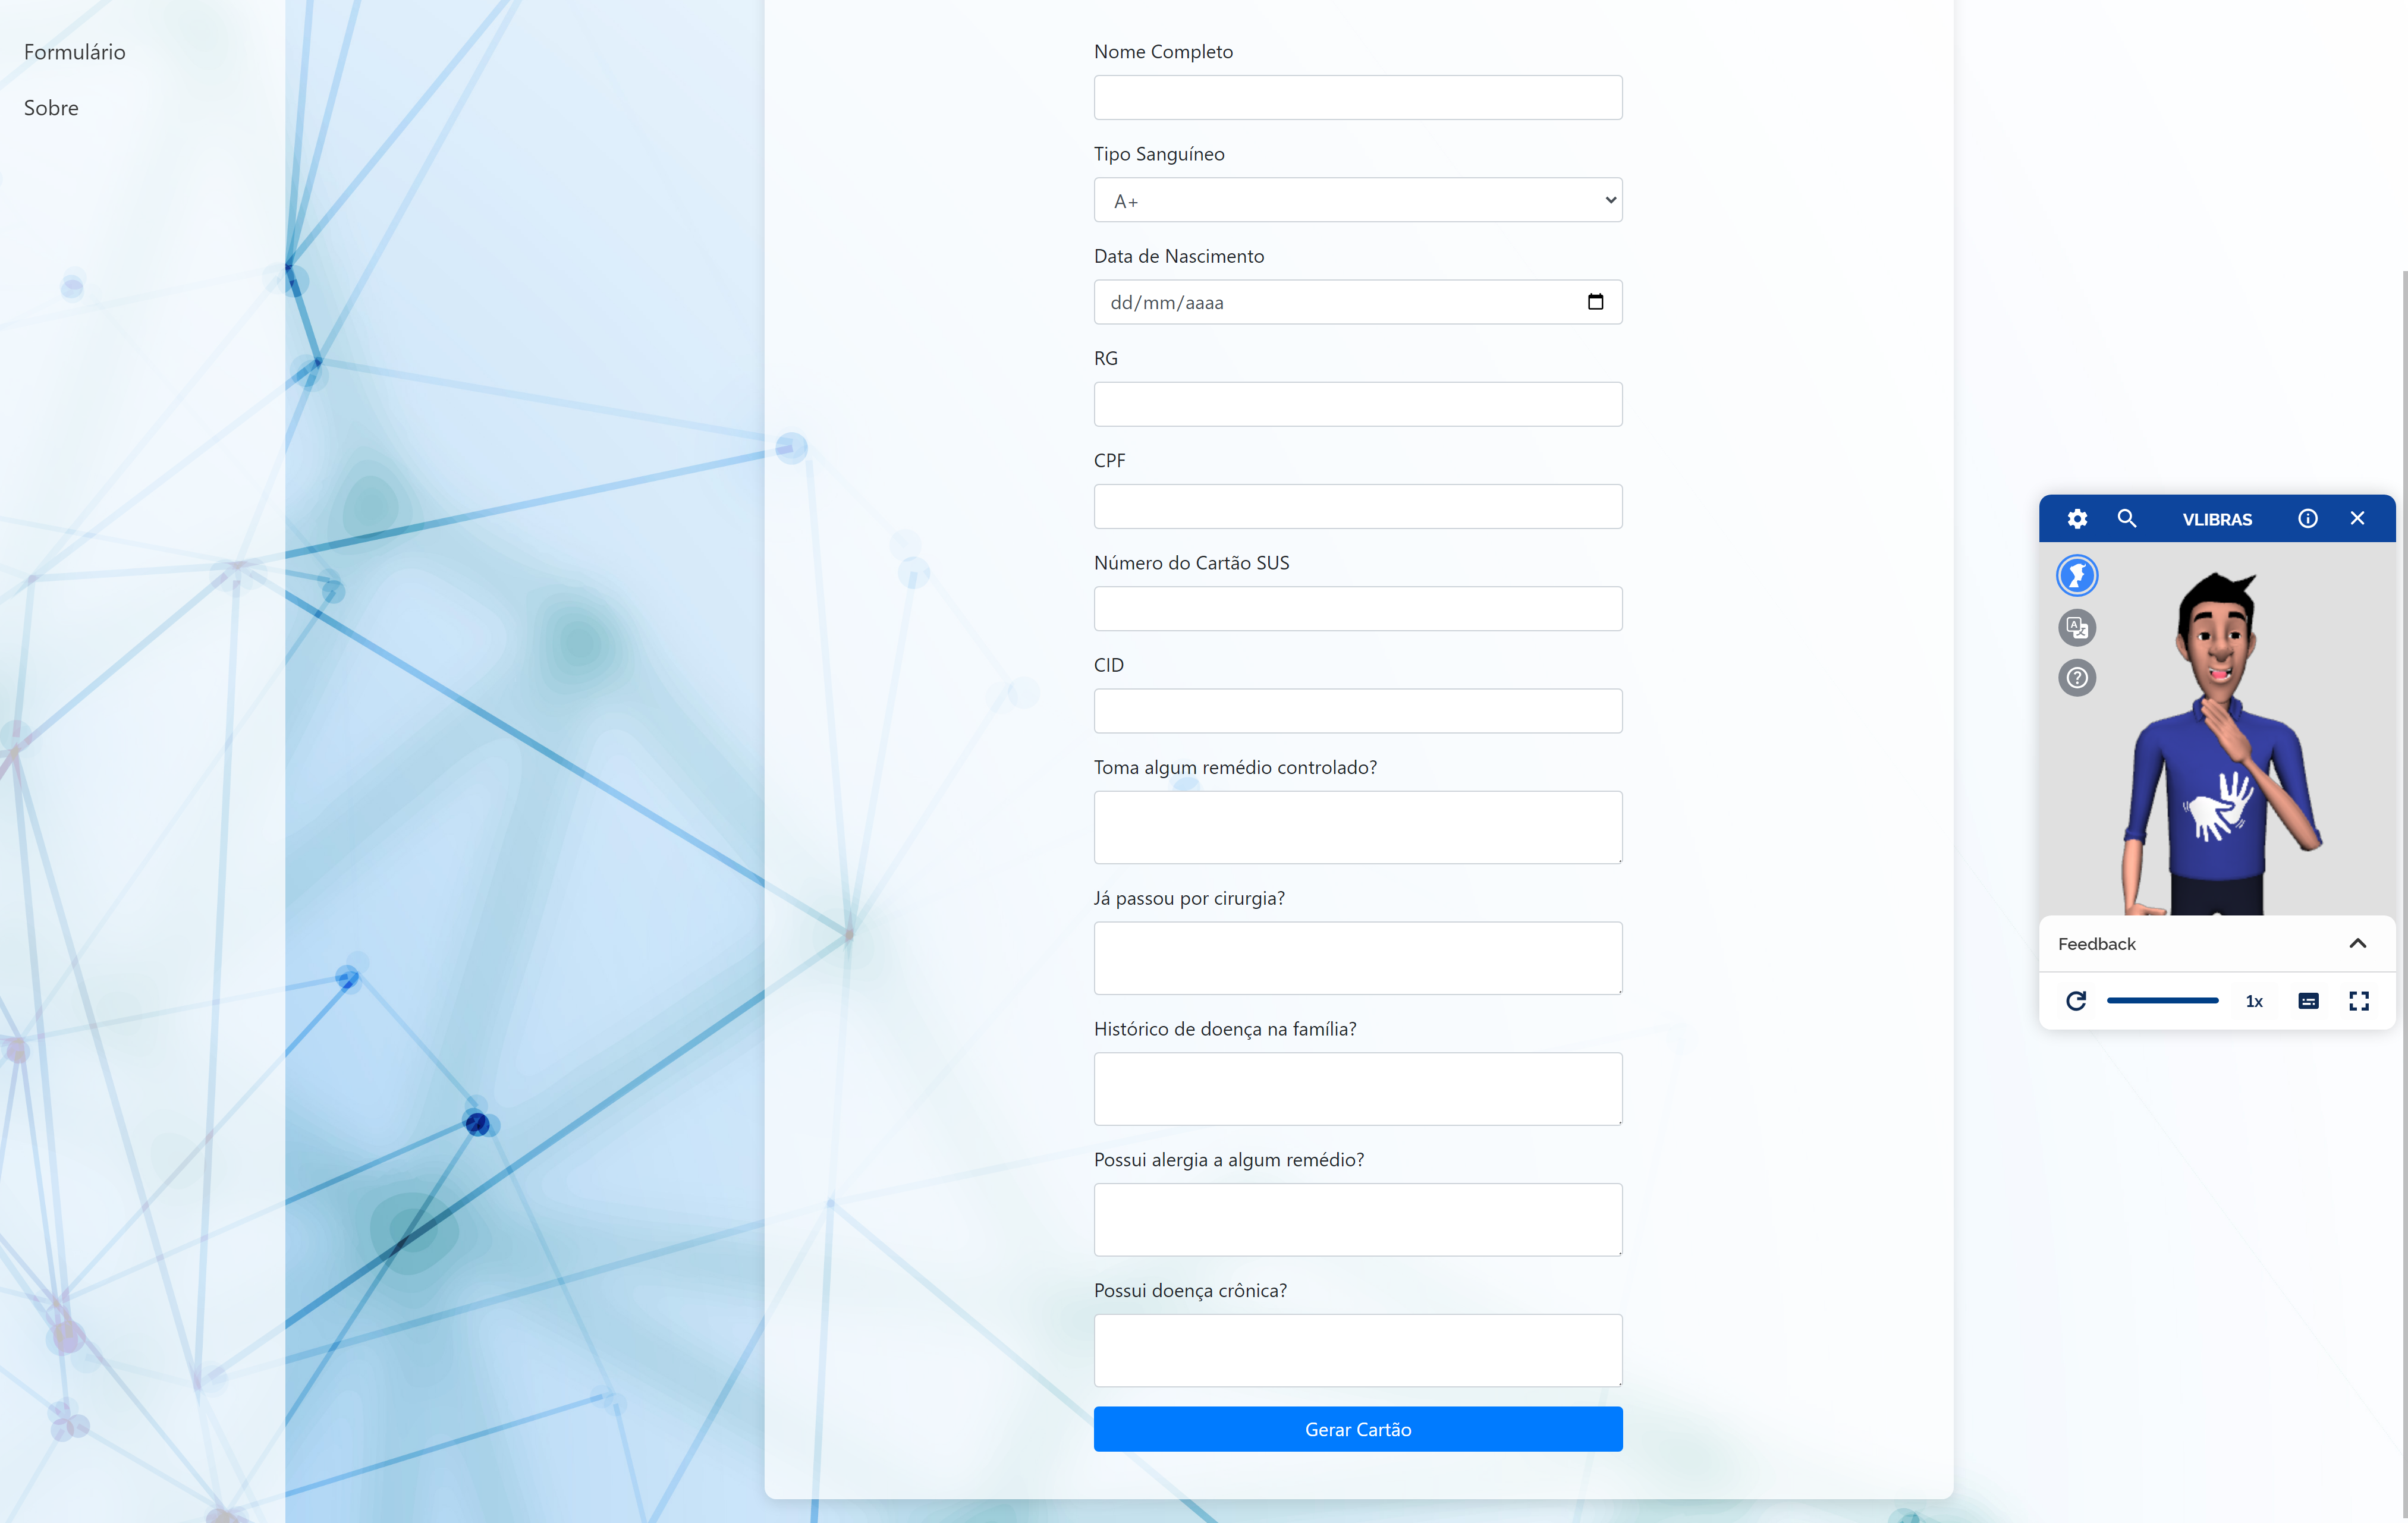 Formulário
Sobre
Nome Completo
Tipo Sanguíneo
A+
Data de Nascimento
dd/mm/aaaa
RG
CPF
Número do Cartão SUS
CID
Toma algum remédio controlado?
Já passou por cirurgia?
Histórico de doença na família?
Possui alergia a algum remédio?
Possui doença crônica?
Gerar Cartão
VLIBRAS
Feedback
1x